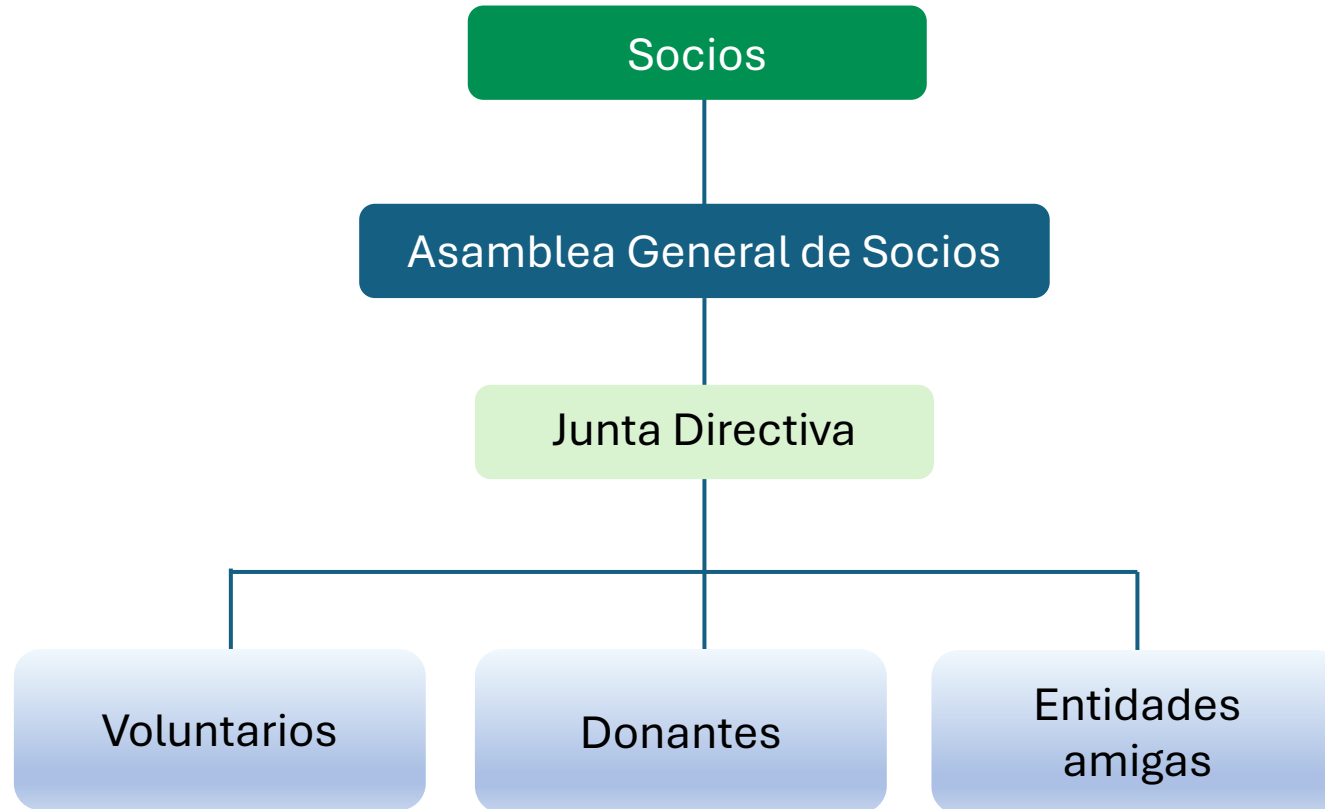 Socios
Asamblea General de Socios
Junta Directiva
Voluntarios
Donantes
Entidades
amigas